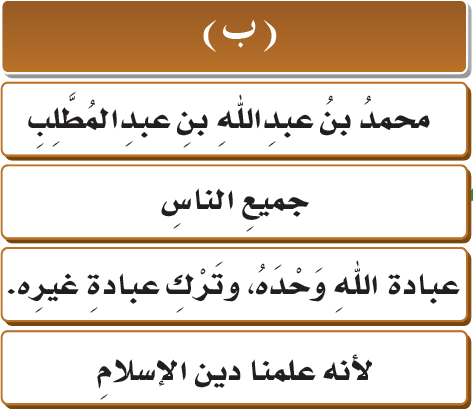 (ب)
محمدُ بنُ عبدِاللهِ بنِ عبدِالمُطَّلِبِ
جميعِ الناسِ
عبادة اللهِ وَحْدَهُ، وتَرْكِ عبادةِ غيرِه.
لأنه علمنا دين الإسلامِ